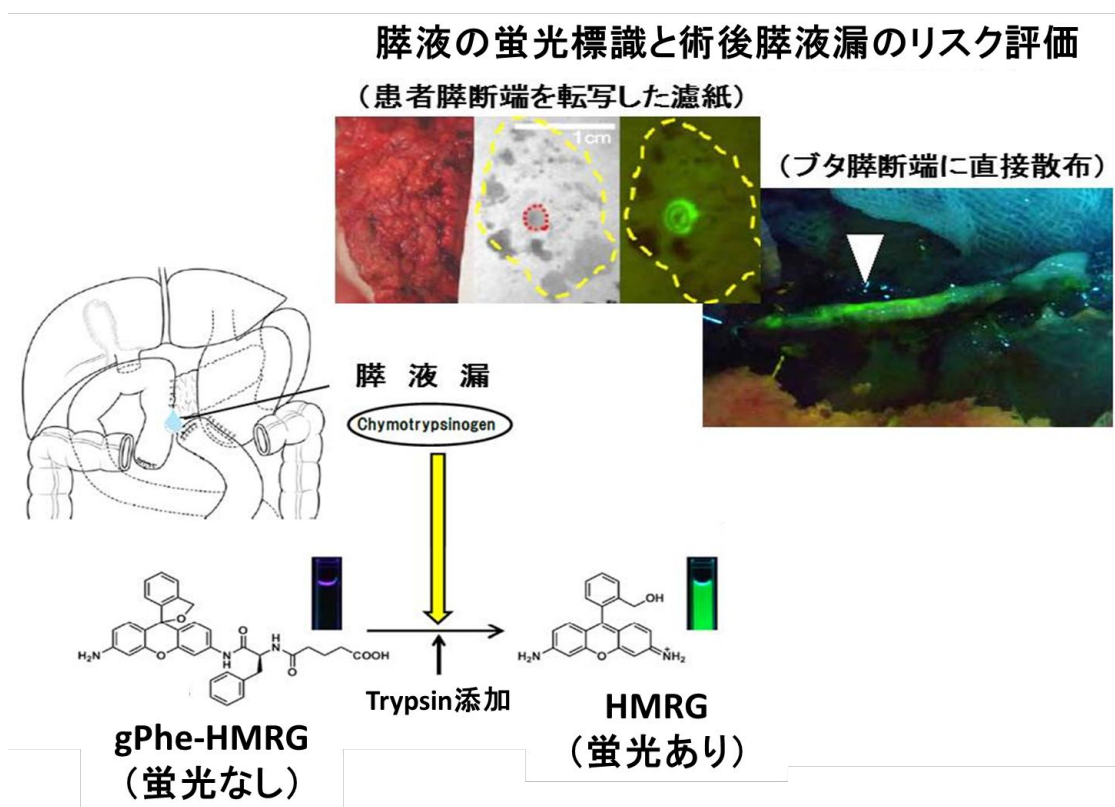 膵液の蛍光標識と術後膵液漏のリスク評価
（患者膵断端を転写した濾紙）
1cm
（ブタ膵断端に直接散布）
膵 液 漏
Chymotrypsinogen
O
H₂N
O
N
H
O
H
N
O
COOH
OH
H₂N
O
NH₂
+
Trypsin添加
gPhe-HMRG
（蛍光なし）
HMRG
（蛍光あり）